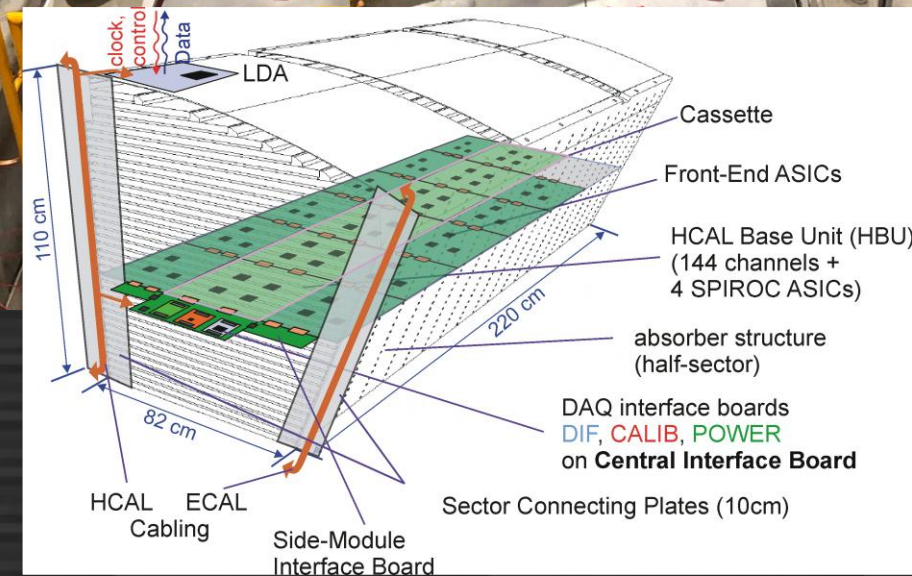 clock,
control
Data
LDA
Cassette
Front-End ASICs
HCAL Base Unit (HBU)
(144 channels +
4 SPIROC ASICs)
110 cm
220 cm
absorber structure
(half-sector)
82 cm
DAQ interface boards
DIF, CALIB, POWER
on Central Interface Board
HCAL ECAL
Cabling
Sector Connecting Plates (10cm)
Side-Module
Interface Board